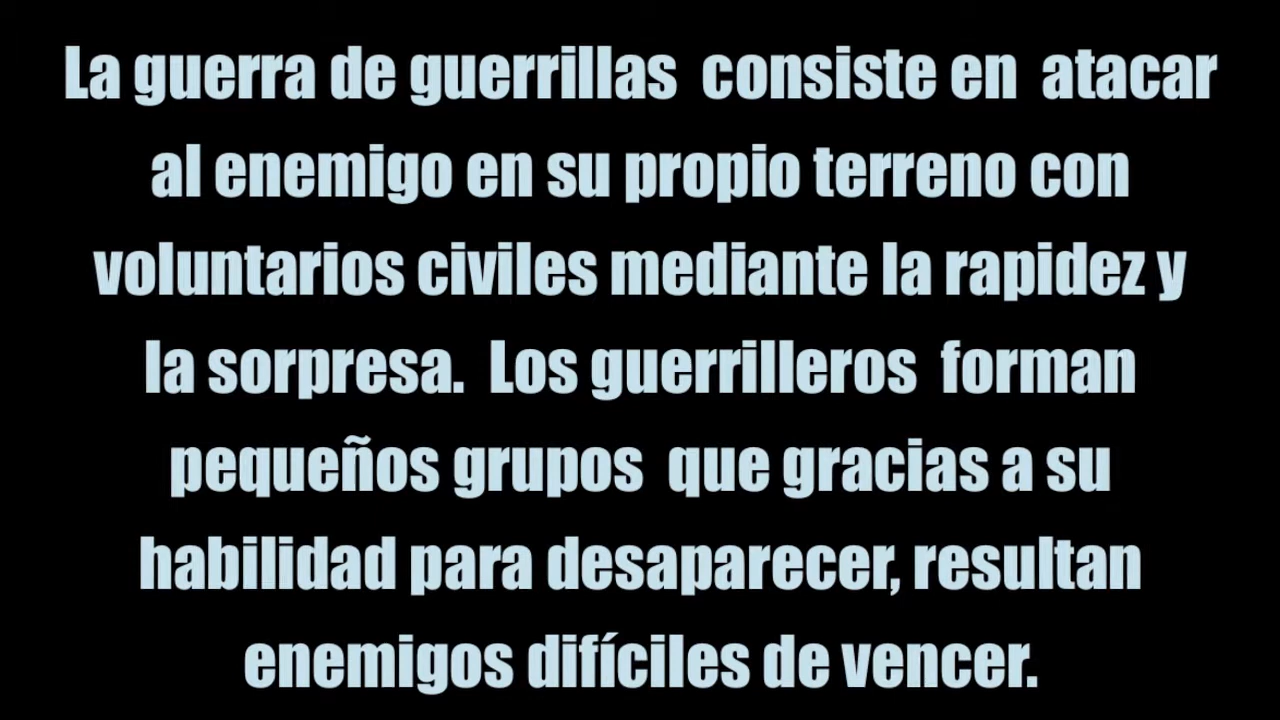 La guerra de guerrillas consiste en atacar
al enemigo en su propio terreno con
voluntarios civiles mediante la rapidez y
la sorpresa. Los guerrilleros forman
pequeños grupos que gracias a su
habilidad para desaparecer, resultan
enemigos difíciles de vencer.